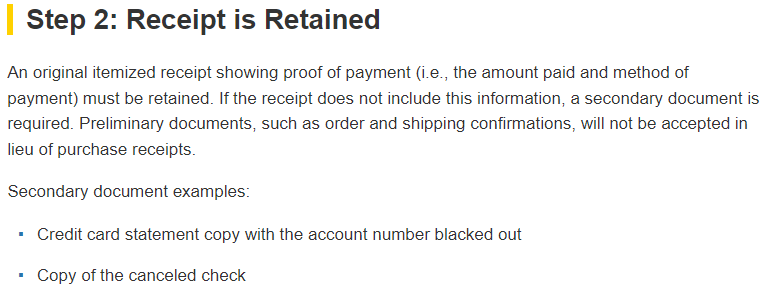 Step 2: Receipt is Retained
An original itemized receipt showing proof of payment (i.e., the amount paid and method of
payment) must be retained. If the receipt does not include this information, a secondary document is
required. Preliminary documents, such as order and shipping confirmations, will not be accepted in
lieu of purchase receipts.
Secondary document examples:
▪ Credit card statement copy with the account number blacked out
▪ Copy of the canceled check